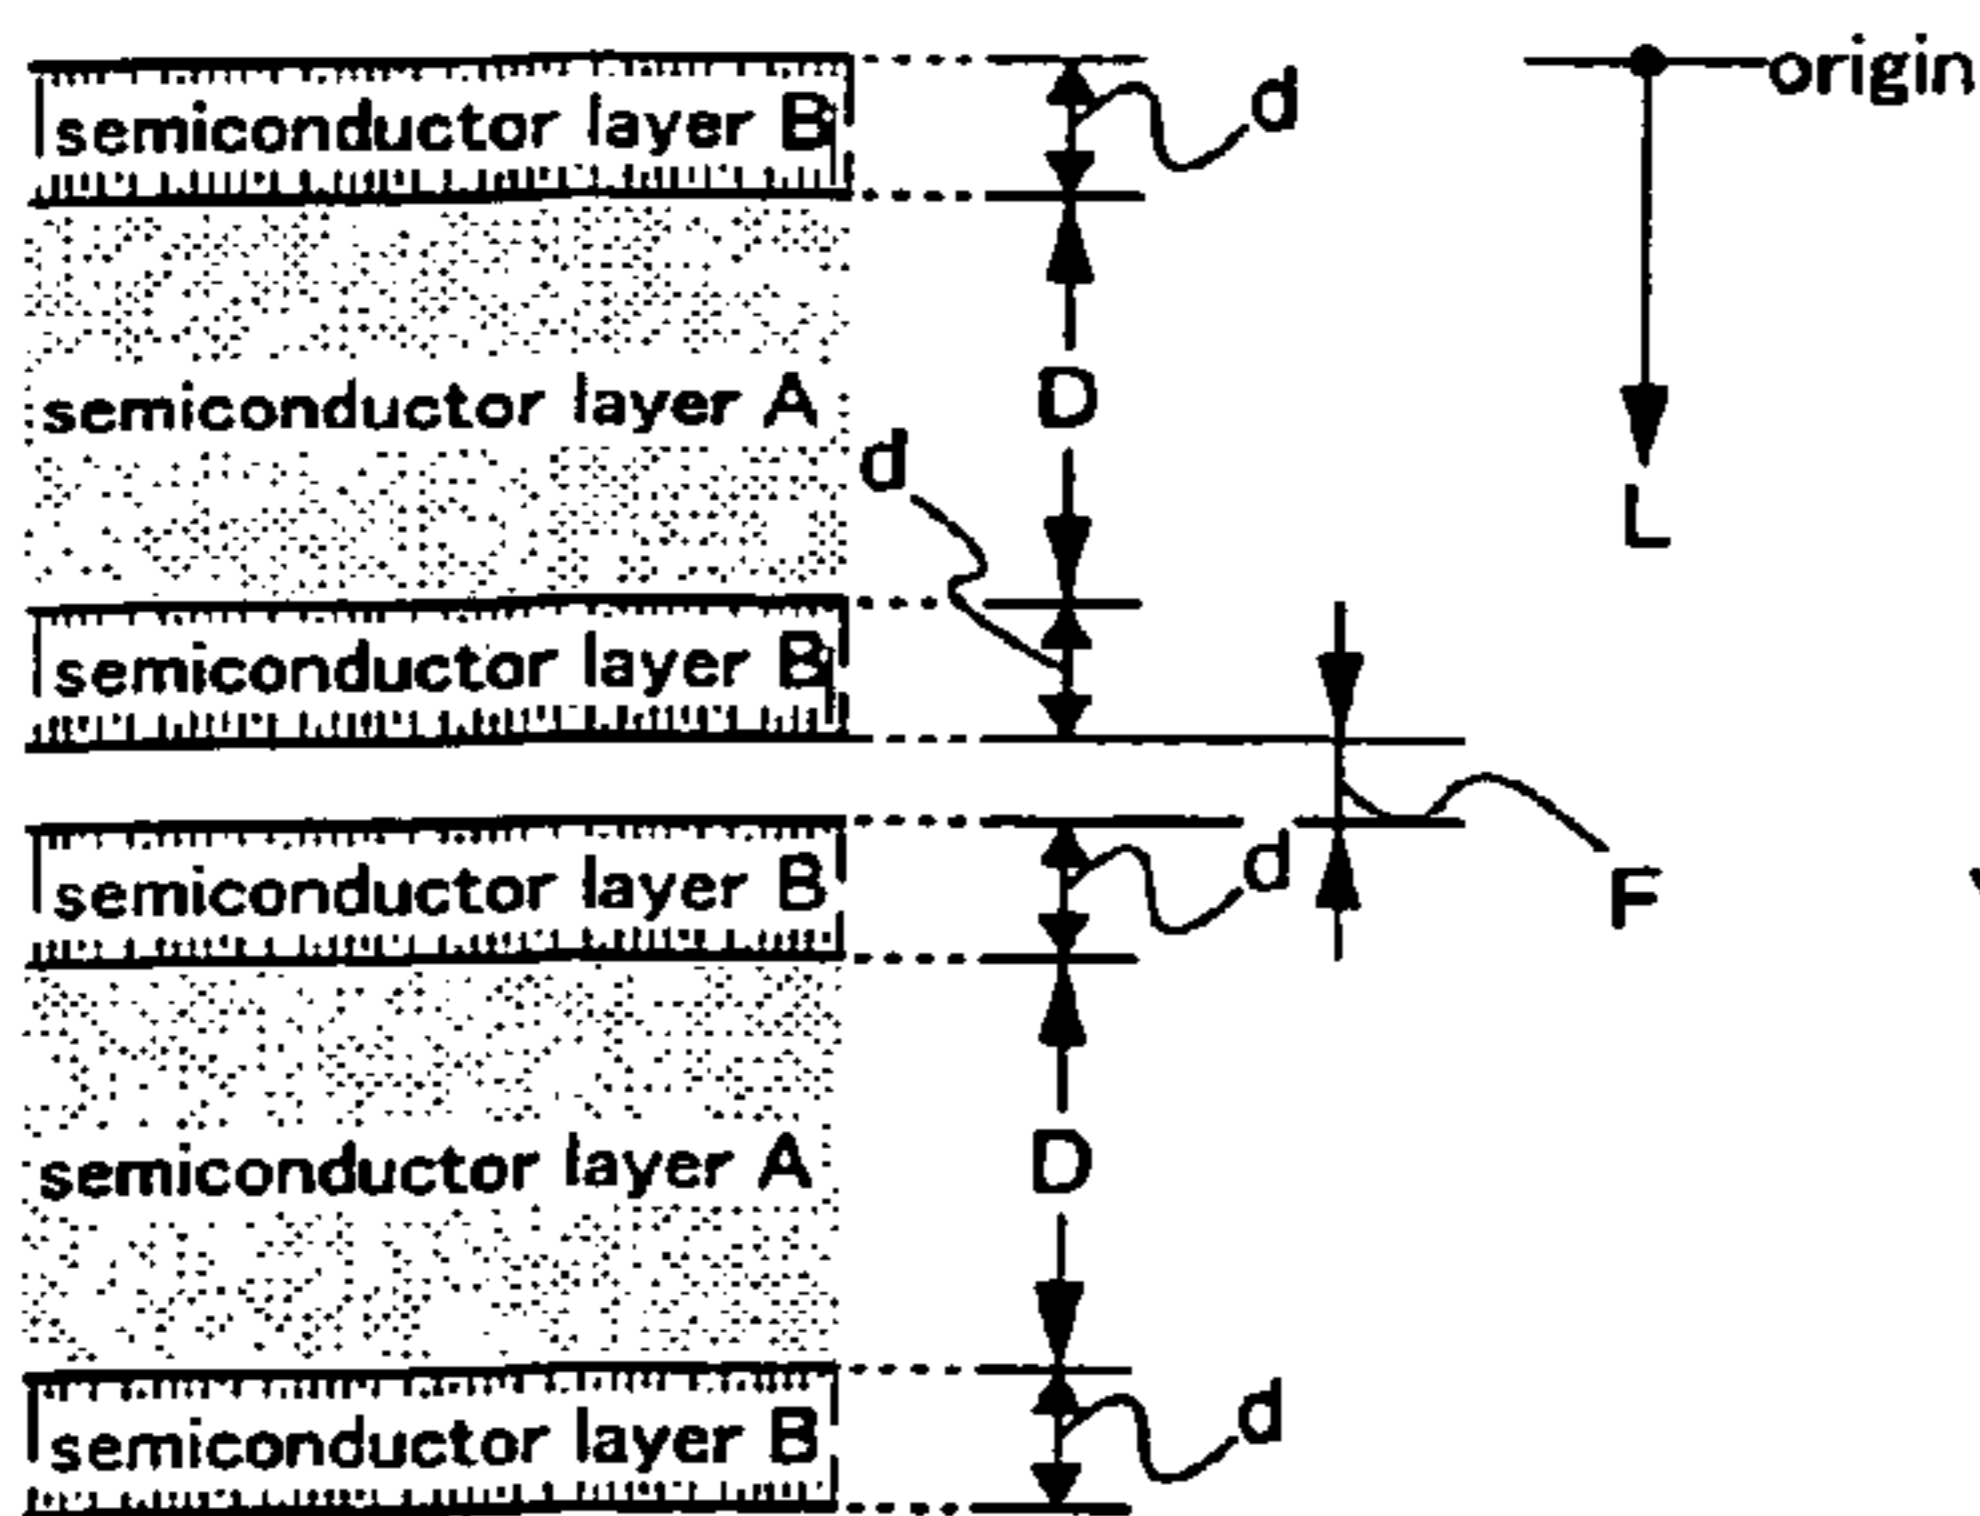 origin
semiconductor layer B
d
semiconductor layer A
D
d
L
semiconductor layer B
semiconductor layer B
d
F
semiconductor layer A
D
semiconductor layer B
d